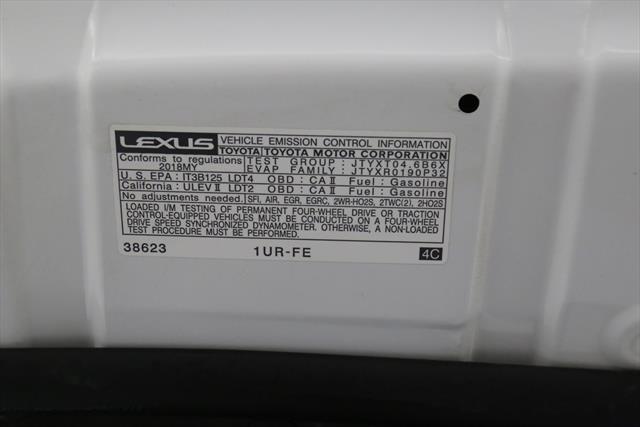 LEXUS VEHICLE EMISSION CONTROL INFORMATION
TOYOTA TOYOTA MOTOR CORPORATION
Conforms to regulations 2018MY
TEST GROUP : JTYXT04.6B6X
EVAP FAMILY : JTYXR0190P32
U. S. EPA : IT3B125 LDT4 OBD : CA II Fuel : Gasoline
California : ULEV II LDT2 OBD : CA II Fuel : Gasoline
No adjustments needed. SFI, AIR, EGR, EGRC, 2WR-HO2S, 2TWC(2), 2HO2S
LOADED I/M TESTING OF PERMANENT FOUR-WHEEL DRIVE OR TRACTION
CONTROL-EQUIPPED VEHICLES MUST BE CONDUCTED ON A FOUR-WHEEL
DRIVE SPEED SYNCHRONIZED DYNAMOMETER. OTHERWISE, A NON-LOADED
TEST PROCEDURE MUST BE PERFORMED.
38623 1UR-FE 4C